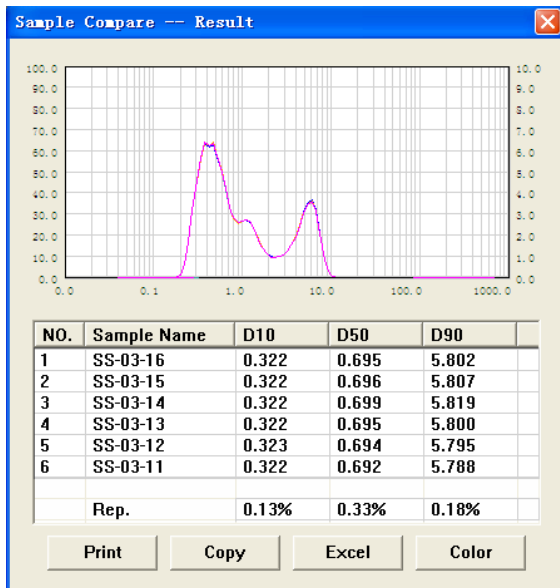 Sample Compare -- Result
100.0 10.0
90.0 9.0
80.0 8.0
70.0 7.0
60.0 6.0
50.0 5.0
40.0 4.0
30.0 3.0
20.0 2.0
10.0 1.0
0.0 0.0
0.0 0.1 1.0 10.0 100.0 1000.0
NO. Sample Name D10 D50 D90
1 SS-03-16 0.322 0.695 5.802
2 SS-03-15 0.322 0.696 5.807
3 SS-03-14 0.322 0.699 5.819
4 SS-03-13 0.322 0.695 5.800
5 SS-03-12 0.323 0.694 5.795
6 SS-03-11 0.322 0.692 5.788
Rep. 0.13% 0.33% 0.18%
Print Copy Excel Color